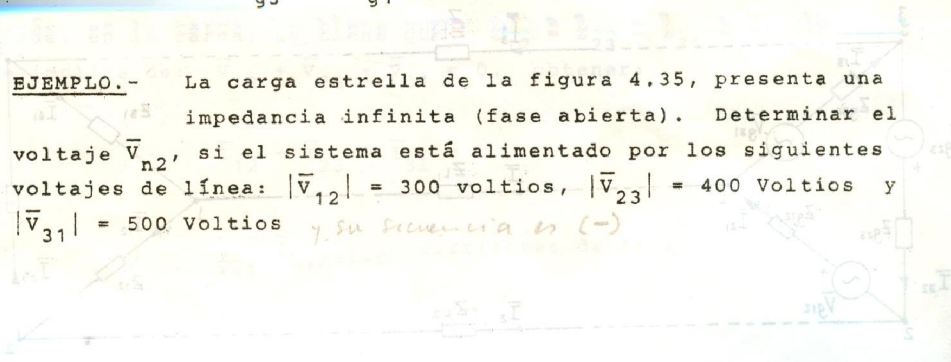 EJEMPLO.- La carga estrella de la figura 4.35, presenta una
impedancia infinita (fase abierta). Determinar el
voltaje V̅n2, si el sistema está alimentado por los siguientes
voltajes de línea: |V̅12| = 300 voltios, |V̅23| = 400 Voltios y
|V̅31| = 500 Voltios y su secuencia es (-)